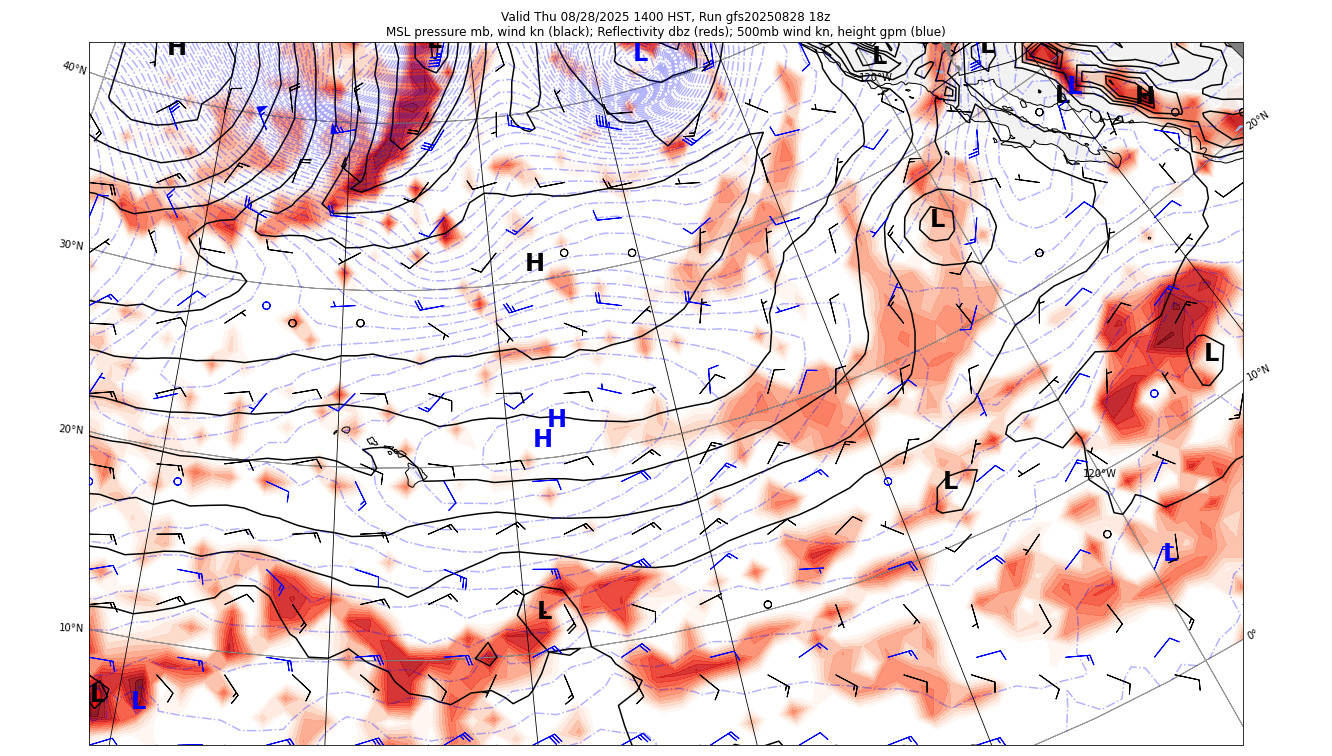 Valid Thu 08/28/2025 1400 HST, Run gfs20250828 18z
MSL pressure mb, wind kn (black); Reflectivity dbz (reds); 500mb wind kn, height gpm (blue)
H L L L L
40°N 120°W L L H
20°N
L
30°N H
L
10°N
H
H
20°N
L 120°W
L
L
10°N 0°
L L